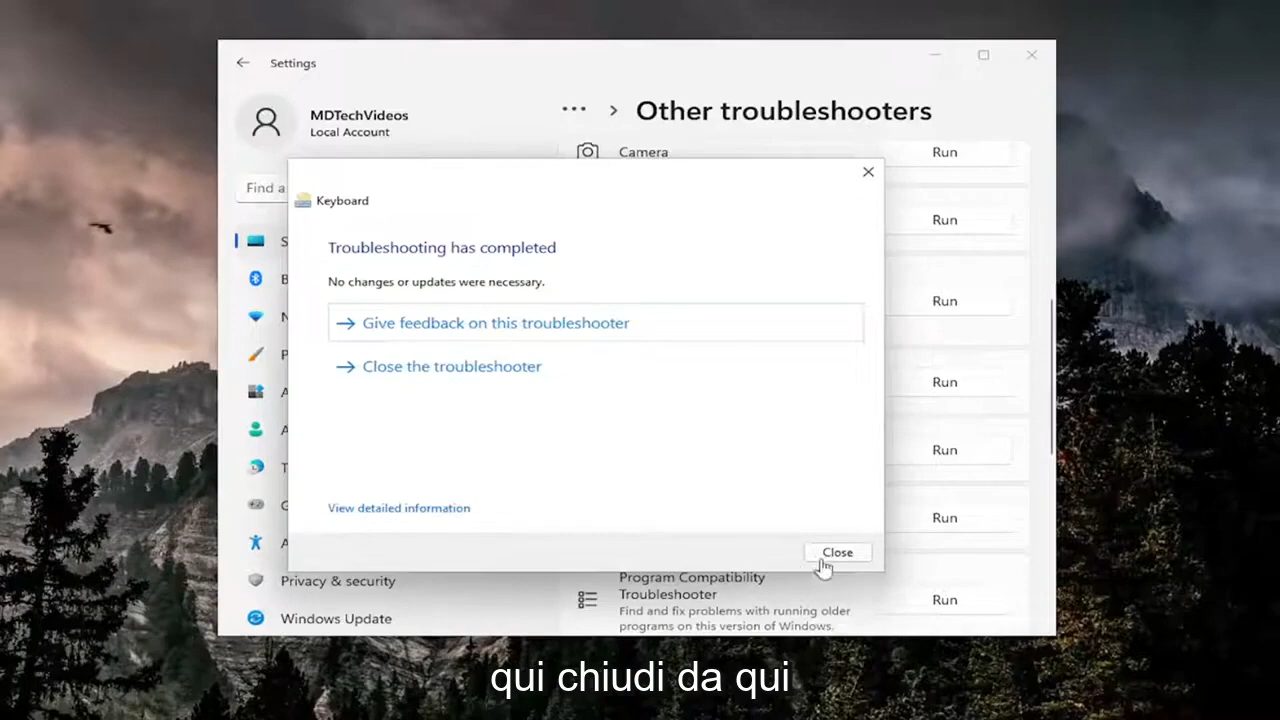 Settings
MDTechVideos
Local Account
Find a
... > Other troubleshooters
Camera
Run
Run
Run
Run
Run
Run
Run
Keyboard
Troubleshooting has completed
No changes or updates were necessary.
→ Give feedback on this troubleshooter
→ Close the troubleshooter
View detailed information
Close
S
B
N
P
A
A
T
G
A
Privacy & security
Windows Update
Program Compatibility
Troubleshooter
Find and fix problems with running older
programs on this version of Windows.
qui chiudi da qui